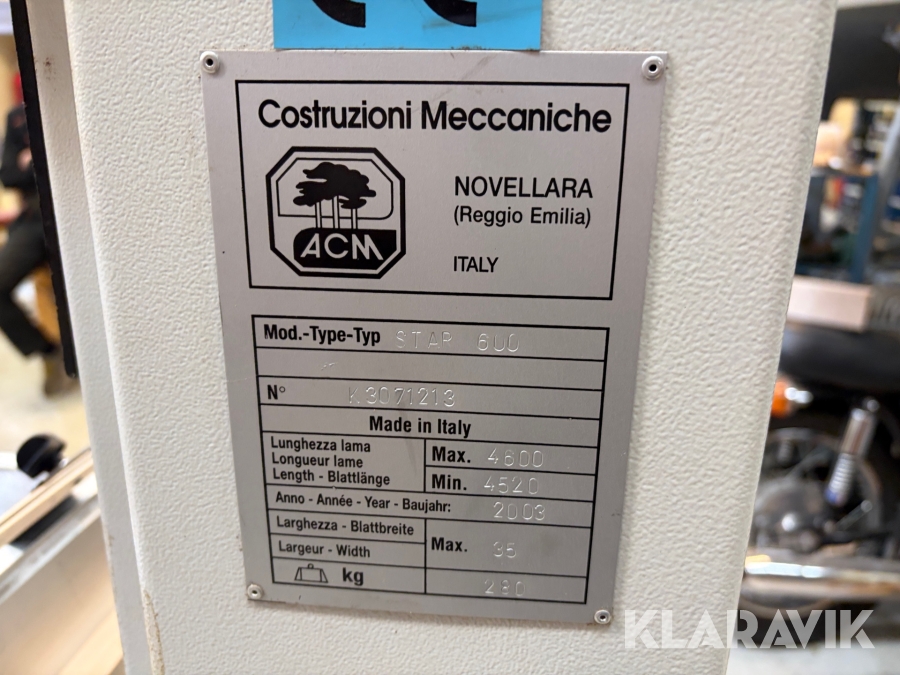 Costruzioni Meccaniche
NOVELLARA
(Reggio Emilia)
ACM
ITALY
Mod.-Type-Typ STAR 600
N° K3071213
Made in Italy
Lunghezza lama
Longueur lame
Length - Blattlänge
Max. 4600
Min. 4520
Anno - Année - Year - Baujahr: 2003
Larghezza - Blattbreite
Largeur - Width
Max. 35
kg 280
KLARAVIK